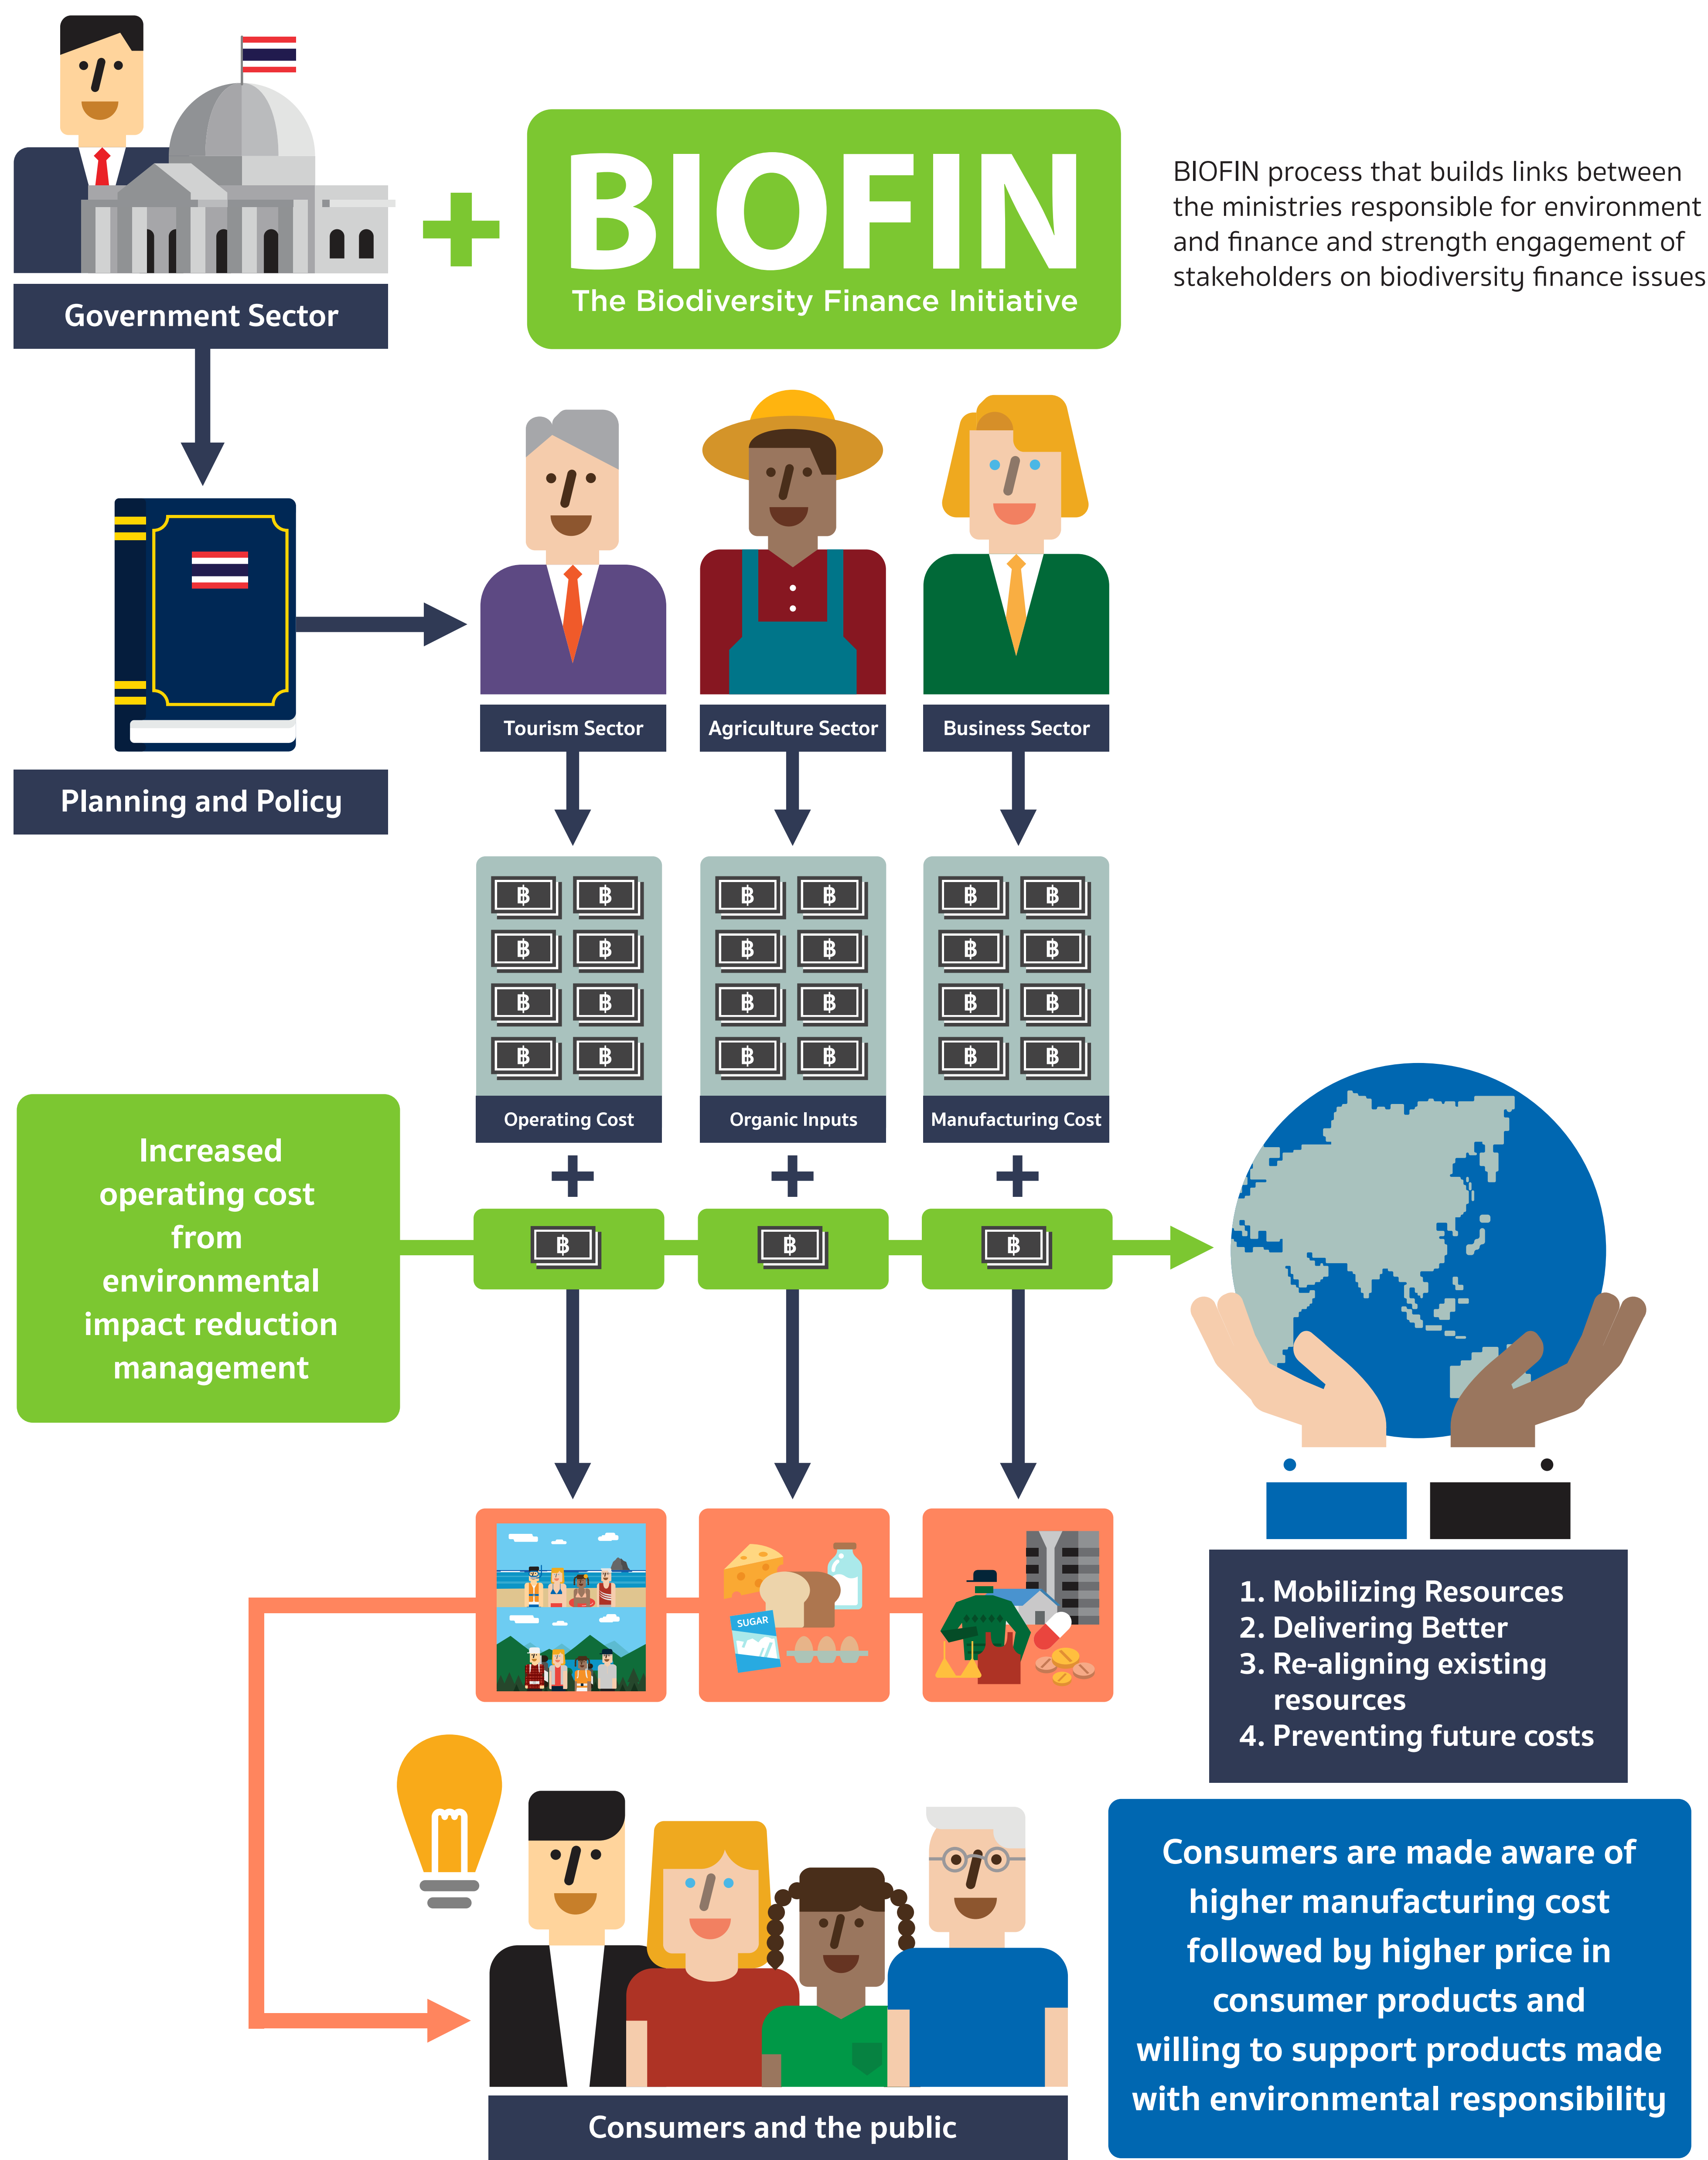 BIOFIN
The Biodiversity Finance Initiative
BIOFIN process that builds links between
the ministries responsible for environment
and finance and strength engagement of
stakeholders on biodiversity finance issues
Government Sector
Planning and Policy
Tourism Sector
Agriculture Sector
Business Sector
฿ ฿
฿ ฿
฿ ฿
฿ ฿
฿ ฿
฿ ฿
฿ ฿
฿ ฿
฿ ฿
฿ ฿
฿ ฿
฿ ฿
Operating Cost
Organic Inputs
Manufacturing Cost
+
+
+
Increased
operating cost
from
environmental
impact reduction
management
฿
฿
฿
SUGAR
1. Mobilizing Resources
2. Delivering Better
3. Re-aligning existing
resources
4. Preventing future costs
Consumers are made aware of
higher manufacturing cost
followed by higher price in
consumer products and
willing to support products made
with environmental responsibility
Consumers and the public